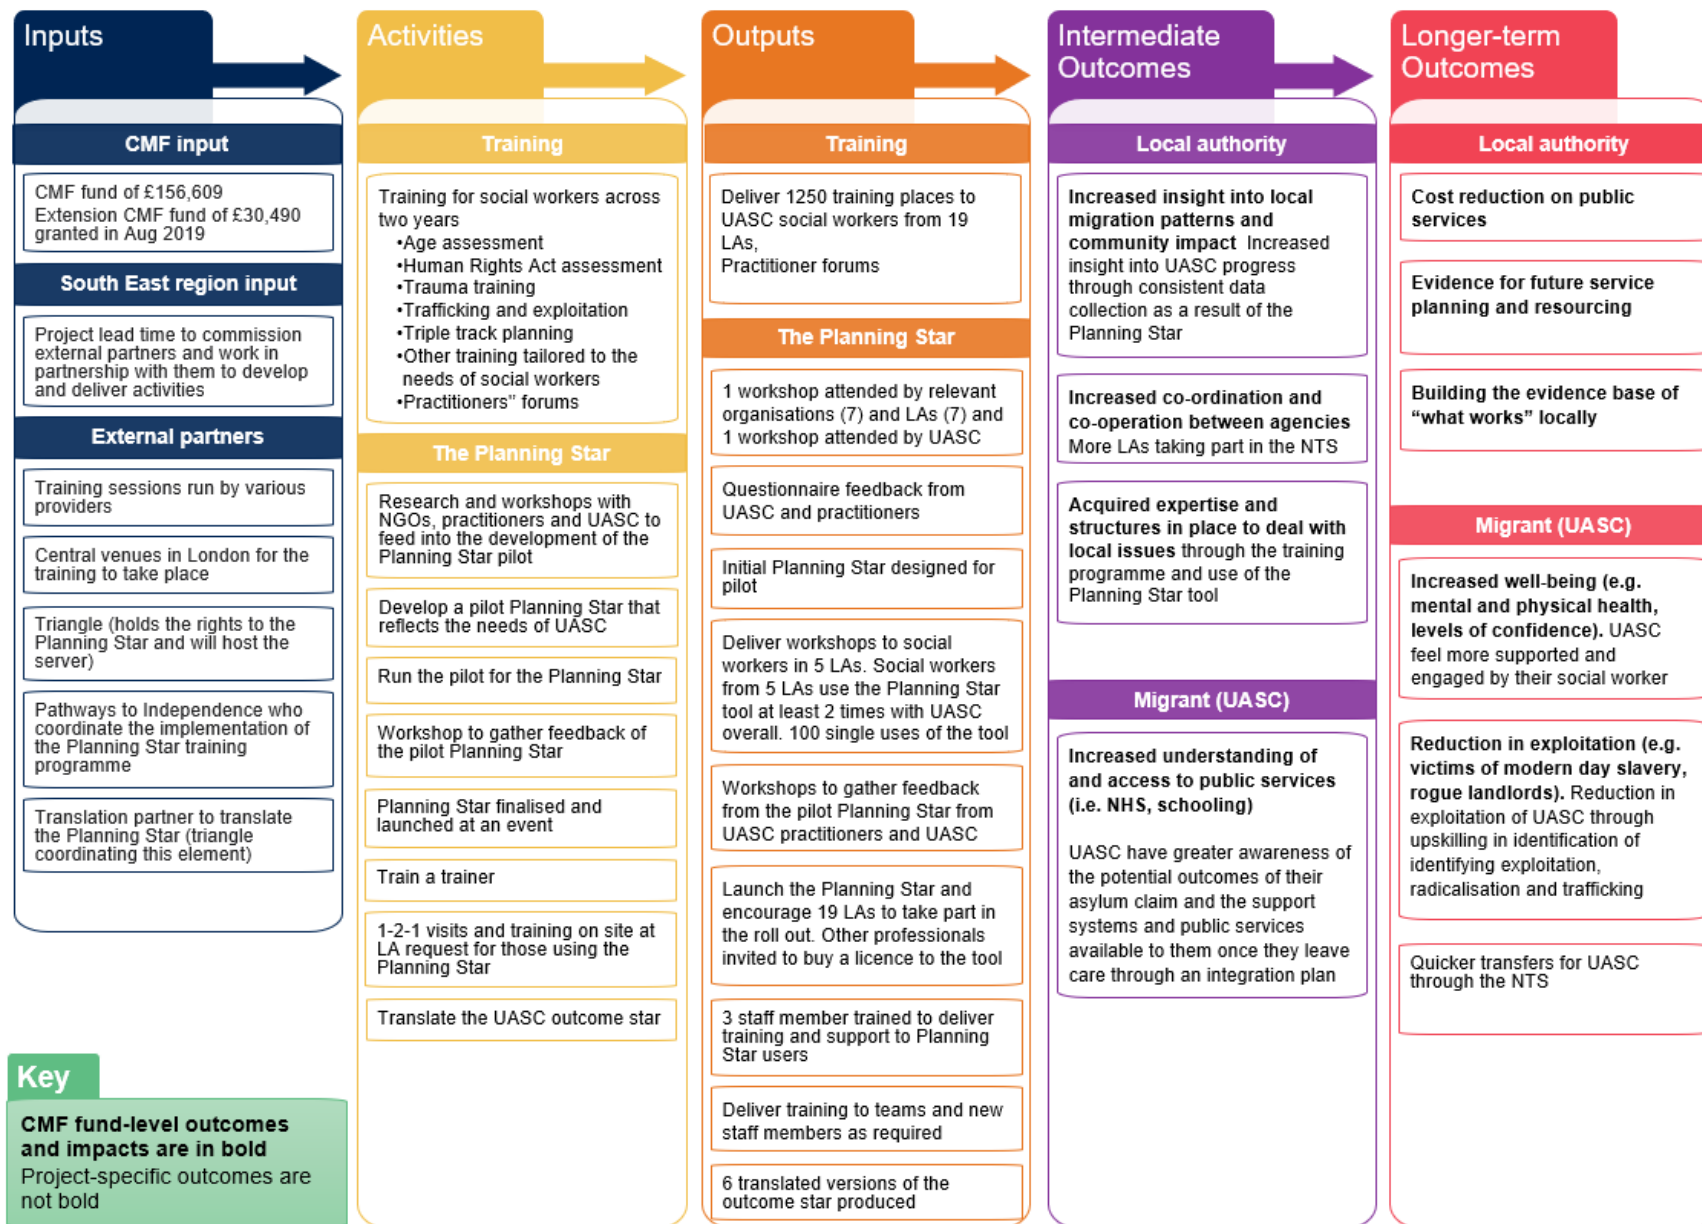 Inputs
CMF input
CMF fund of £156,609
Extension CMF fund of £30,490
granted in Aug 2019
South East region input
Project lead time to commission
external partners and work in
partnership with them to develop
and deliver activities
External partners
Training sessions run by various
providers
Central venues in London for the
training to take place
Triangle (holds the rights to the
Planning Star and will host the
server)
Pathways to Independence who
coordinate the implementation of
the Planning Star training
programme
Translation partner to translate
the Planning Star (triangle
coordinating this element)
Key
CMF fund-level outcomes
and impacts are in bold
Project-specific outcomes are
not bold
Activities
Training
Training for social workers across
two years
•Age assessment
•Human Rights Act assessment
•Trauma training
•Trafficking and exploitation
•Triple track planning
•Other training tailored to the
needs of social workers
•Practitioners" forums
The Planning Star
Research and workshops with
NGOs, practitioners and UASC to
feed into the development of the
Planning Star pilot
Develop a pilot Planning Star that
reflects the needs of UASC
Run the pilot for the Planning Star
Workshop to gather feedback of
the pilot Planning Star
Planning Star finalised and
launched at an event
Train a trainer
1-2-1 visits and training on site at
LA request for those using the
Planning Star
Translate the UASC outcome star
Outputs
Training
Deliver 1250 training places to
UASC social workers from 19
LAs,
Practitioner forums
The Planning Star
1 workshop attended by relevant
organisations (7) and LAs (7) and
1 workshop attended by UASC
Questionnaire feedback from
UASC and practitioners
Initial Planning Star designed for
pilot
Deliver workshops to social
workers in 5 LAs. Social workers
from 5 LAs use the Planning Star
tool at least 2 times with UASC
overall. 100 single uses of the tool
Workshops to gather feedback
from the pilot Planning Star from
UASC practitioners and UASC
Launch the Planning Star and
encourage 19 LAs to take part in
the roll out. Other professionals
invited to buy a licence to the tool
3 staff member trained to deliver
training and support to Planning
Star users
Deliver training to teams and new
staff members as required
6 translated versions of the
outcome star produced
Intermediate
Outcomes
Local authority
Increased insight into local
migration patterns and
community impact Increased
insight into UASC progress
through consistent data
collection as a result of the
Planning Star
Increased co-ordination and
co-operation between agencies
More LAs taking part in the NTS
Acquired expertise and
structures in place to deal with
local issues through the training
programme and use of the
Planning Star tool
Migrant (UASC)
Increased understanding of
and access to public services
(i.e. NHS, schooling)
UASC have greater awareness of
the potential outcomes of their
asylum claim and the support
systems and public services
available to them once they leave
care through an integration plan
Longer-term
Outcomes
Local authority
Cost reduction on public
services
Evidence for future service
planning and resourcing
Building the evidence base of
“what works” locally
Migrant (UASC)
Increased well-being (e.g.
mental and physical health,
levels of confidence). UASC
feel more supported and
engaged by their social worker
Reduction in exploitation (e.g.
victims of modern day slavery,
rogue landlords). Reduction in
exploitation of UASC through
upskilling in identification of
identifying exploitation,
radicalisation and trafficking
Quicker transfers for UASC
through the NTS